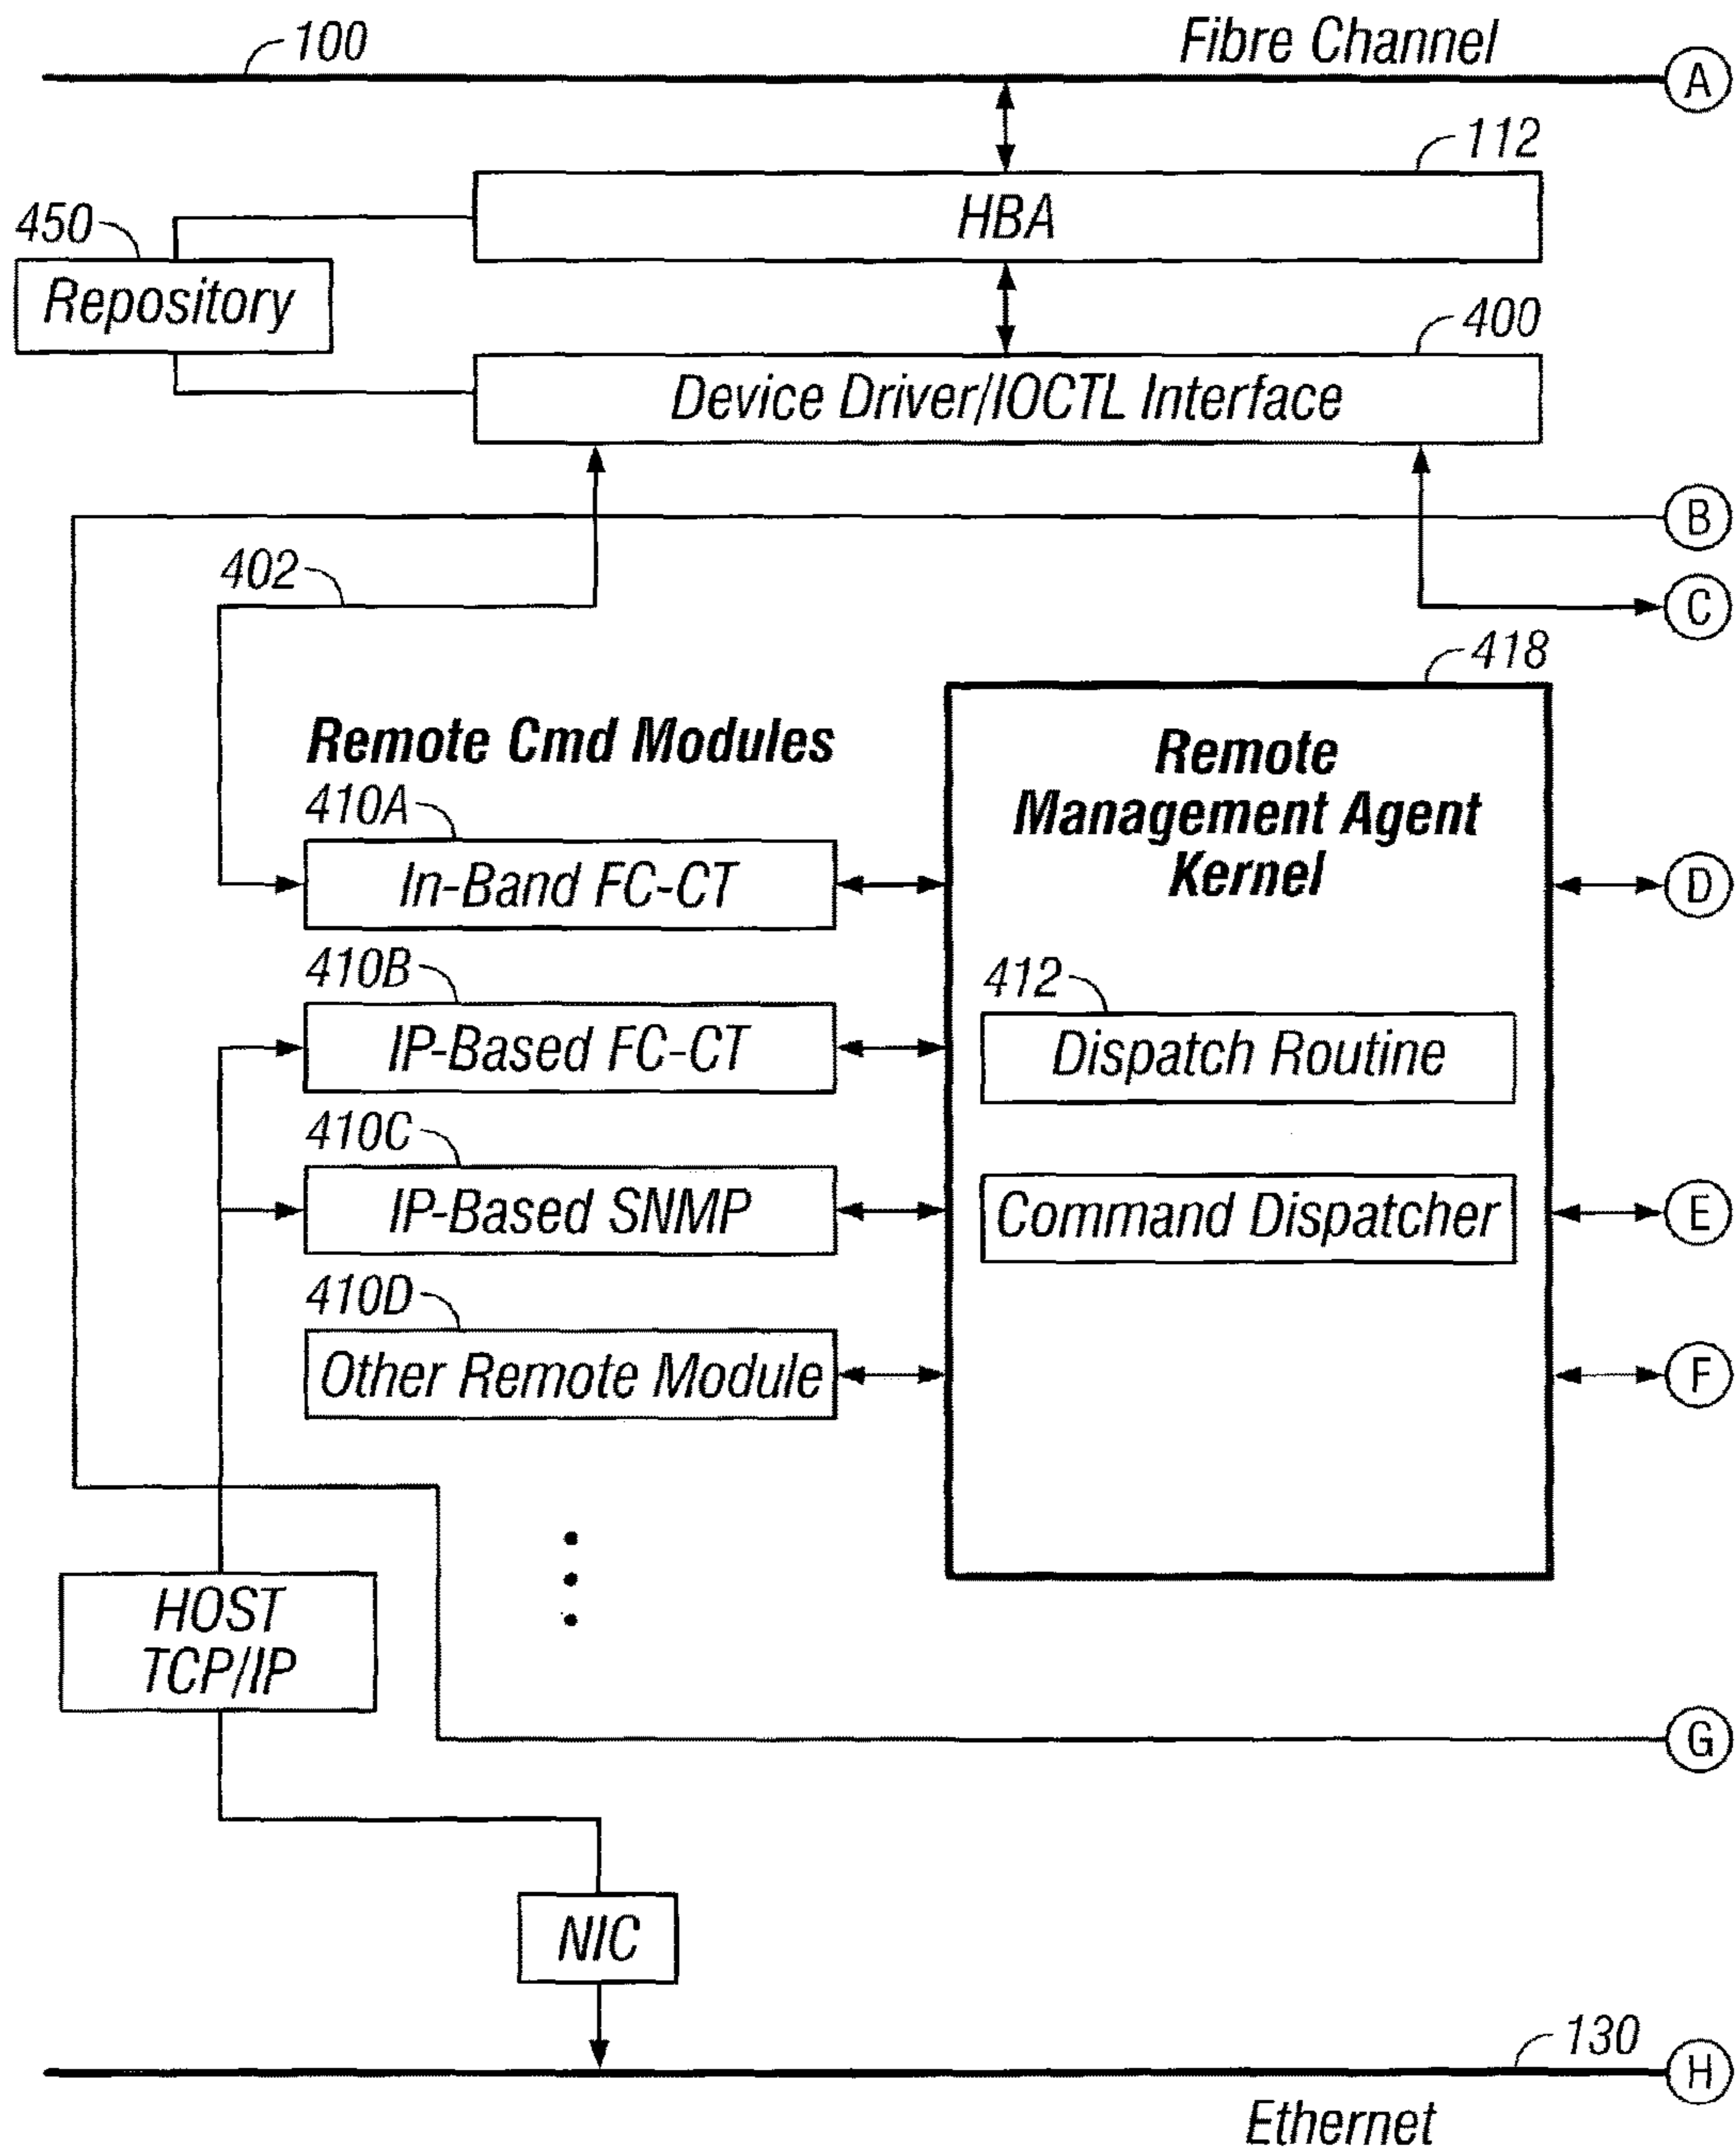 100
Fibre Channel
A
112
HBA
450
Repository
400
Device Driver/IOCTL Interface
B
402
C
418
Remote Cmd Modules
Remote
Management Agent
Kernel
410A
In-Band FC-CT
D
410B
IP-Based FC-CT
412
Dispatch Routine
410C
IP-Based SNMP
Command Dispatcher
E
410D
Other Remote Module
F
HOST
TCP/IP
G
NIC
130
H
Ethernet